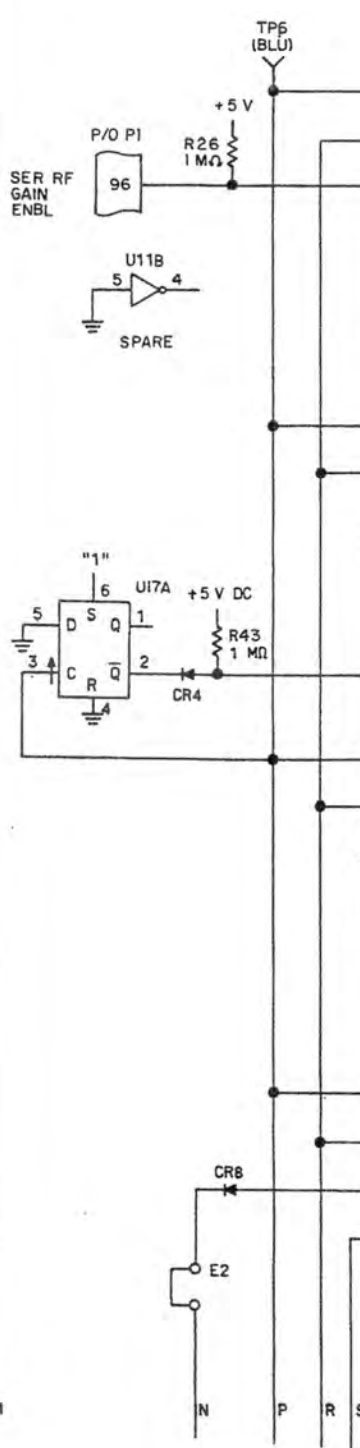 TP6
(BLU)
+5 V
P/O P1
R26
1 MΩ
SER RF
GAIN
ENBL
96
U11B
5 4
SPARE
"1"
6
U17A
+5 V DC
5 D S Q 1
R43
1 MΩ
3 C R Q̅ 2
4
CR4
CR8
E2
N P R S